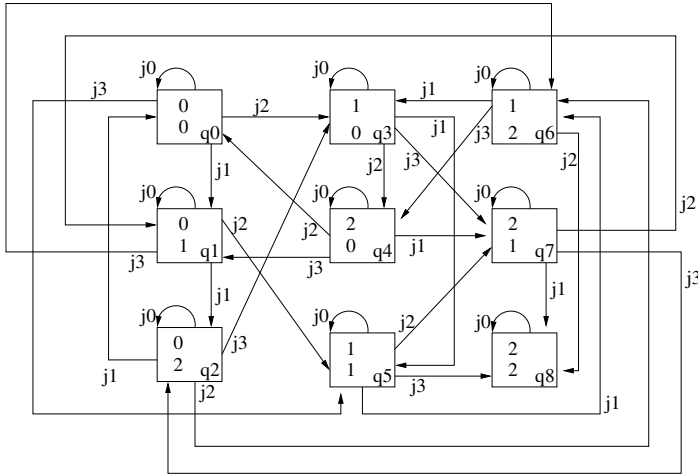 j0 j0 j0
j3 0 j2 1 j1 1
0 q0 0 q3 j1 j3 2 q6
j1 j2 j3 j2
j0 j0 j0
0 j2 j2 2 2 j2
1 q1 0 q4 j1 1 q7
j3 j3 j3
j1 j1
j0 j2 j0
0 j3 1 2
2 q2 1 q5 2 q8
j1 j2 j3 j1